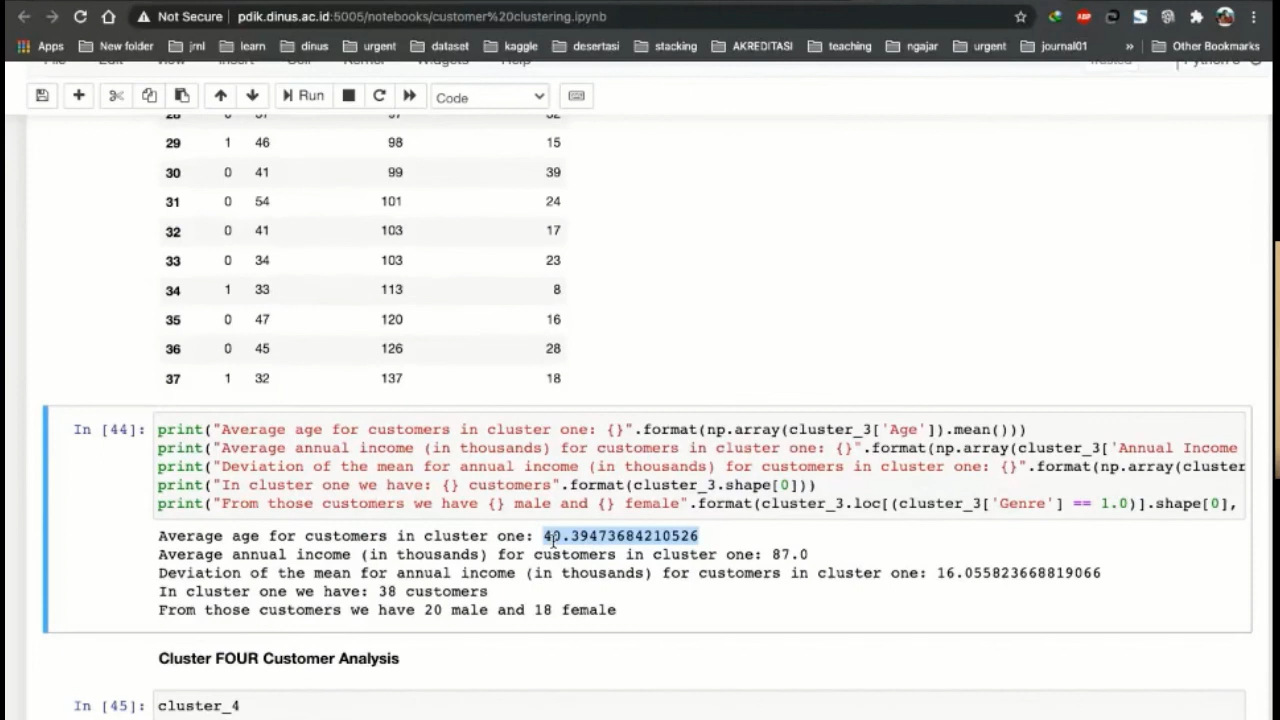 Not Secure | pdik.dinus.ac.id:5005/notebooks/customer%20clustering.ipynb
Apps New folder jml learn dinus urgent dataset kaggle desertasi stacking AKREDITASI teaching ngajar urgent journal01 » Other Bookmarks
Run Code
29 1 46 98 15
30 0 41 99 39
31 0 54 101 24
32 0 41 103 17
33 0 34 103 23
34 1 33 113 8
35 0 47 120 16
36 0 45 126 28
37 1 32 137 18
In [44]: print("Average age for customers in cluster one: {}".format(np.array(cluster_3['Age']).mean()))
print("Average annual income (in thousands) for customers in cluster one: {}".format(np.array(cluster_3['Annual Income
print("Deviation of the mean for annual income (in thousands) for customers in cluster one: {}".format(np.array(cluster
print("In cluster one we have: {} customers".format(cluster_3.shape[0]))
print("From those customers we have {} male and {} female".format(cluster_3.loc[(cluster_3['Genre'] == 1.0)].shape[0],
Average age for customers in cluster one: 40.39473684210526
Average annual income (in thousands) for customers in cluster one: 87.0
Deviation of the mean for annual income (in thousands) for customers in cluster one: 16.055823668819066
In cluster one we have: 38 customers
From those customers we have 20 male and 18 female
Cluster FOUR Customer Analysis
In [45]: cluster_4